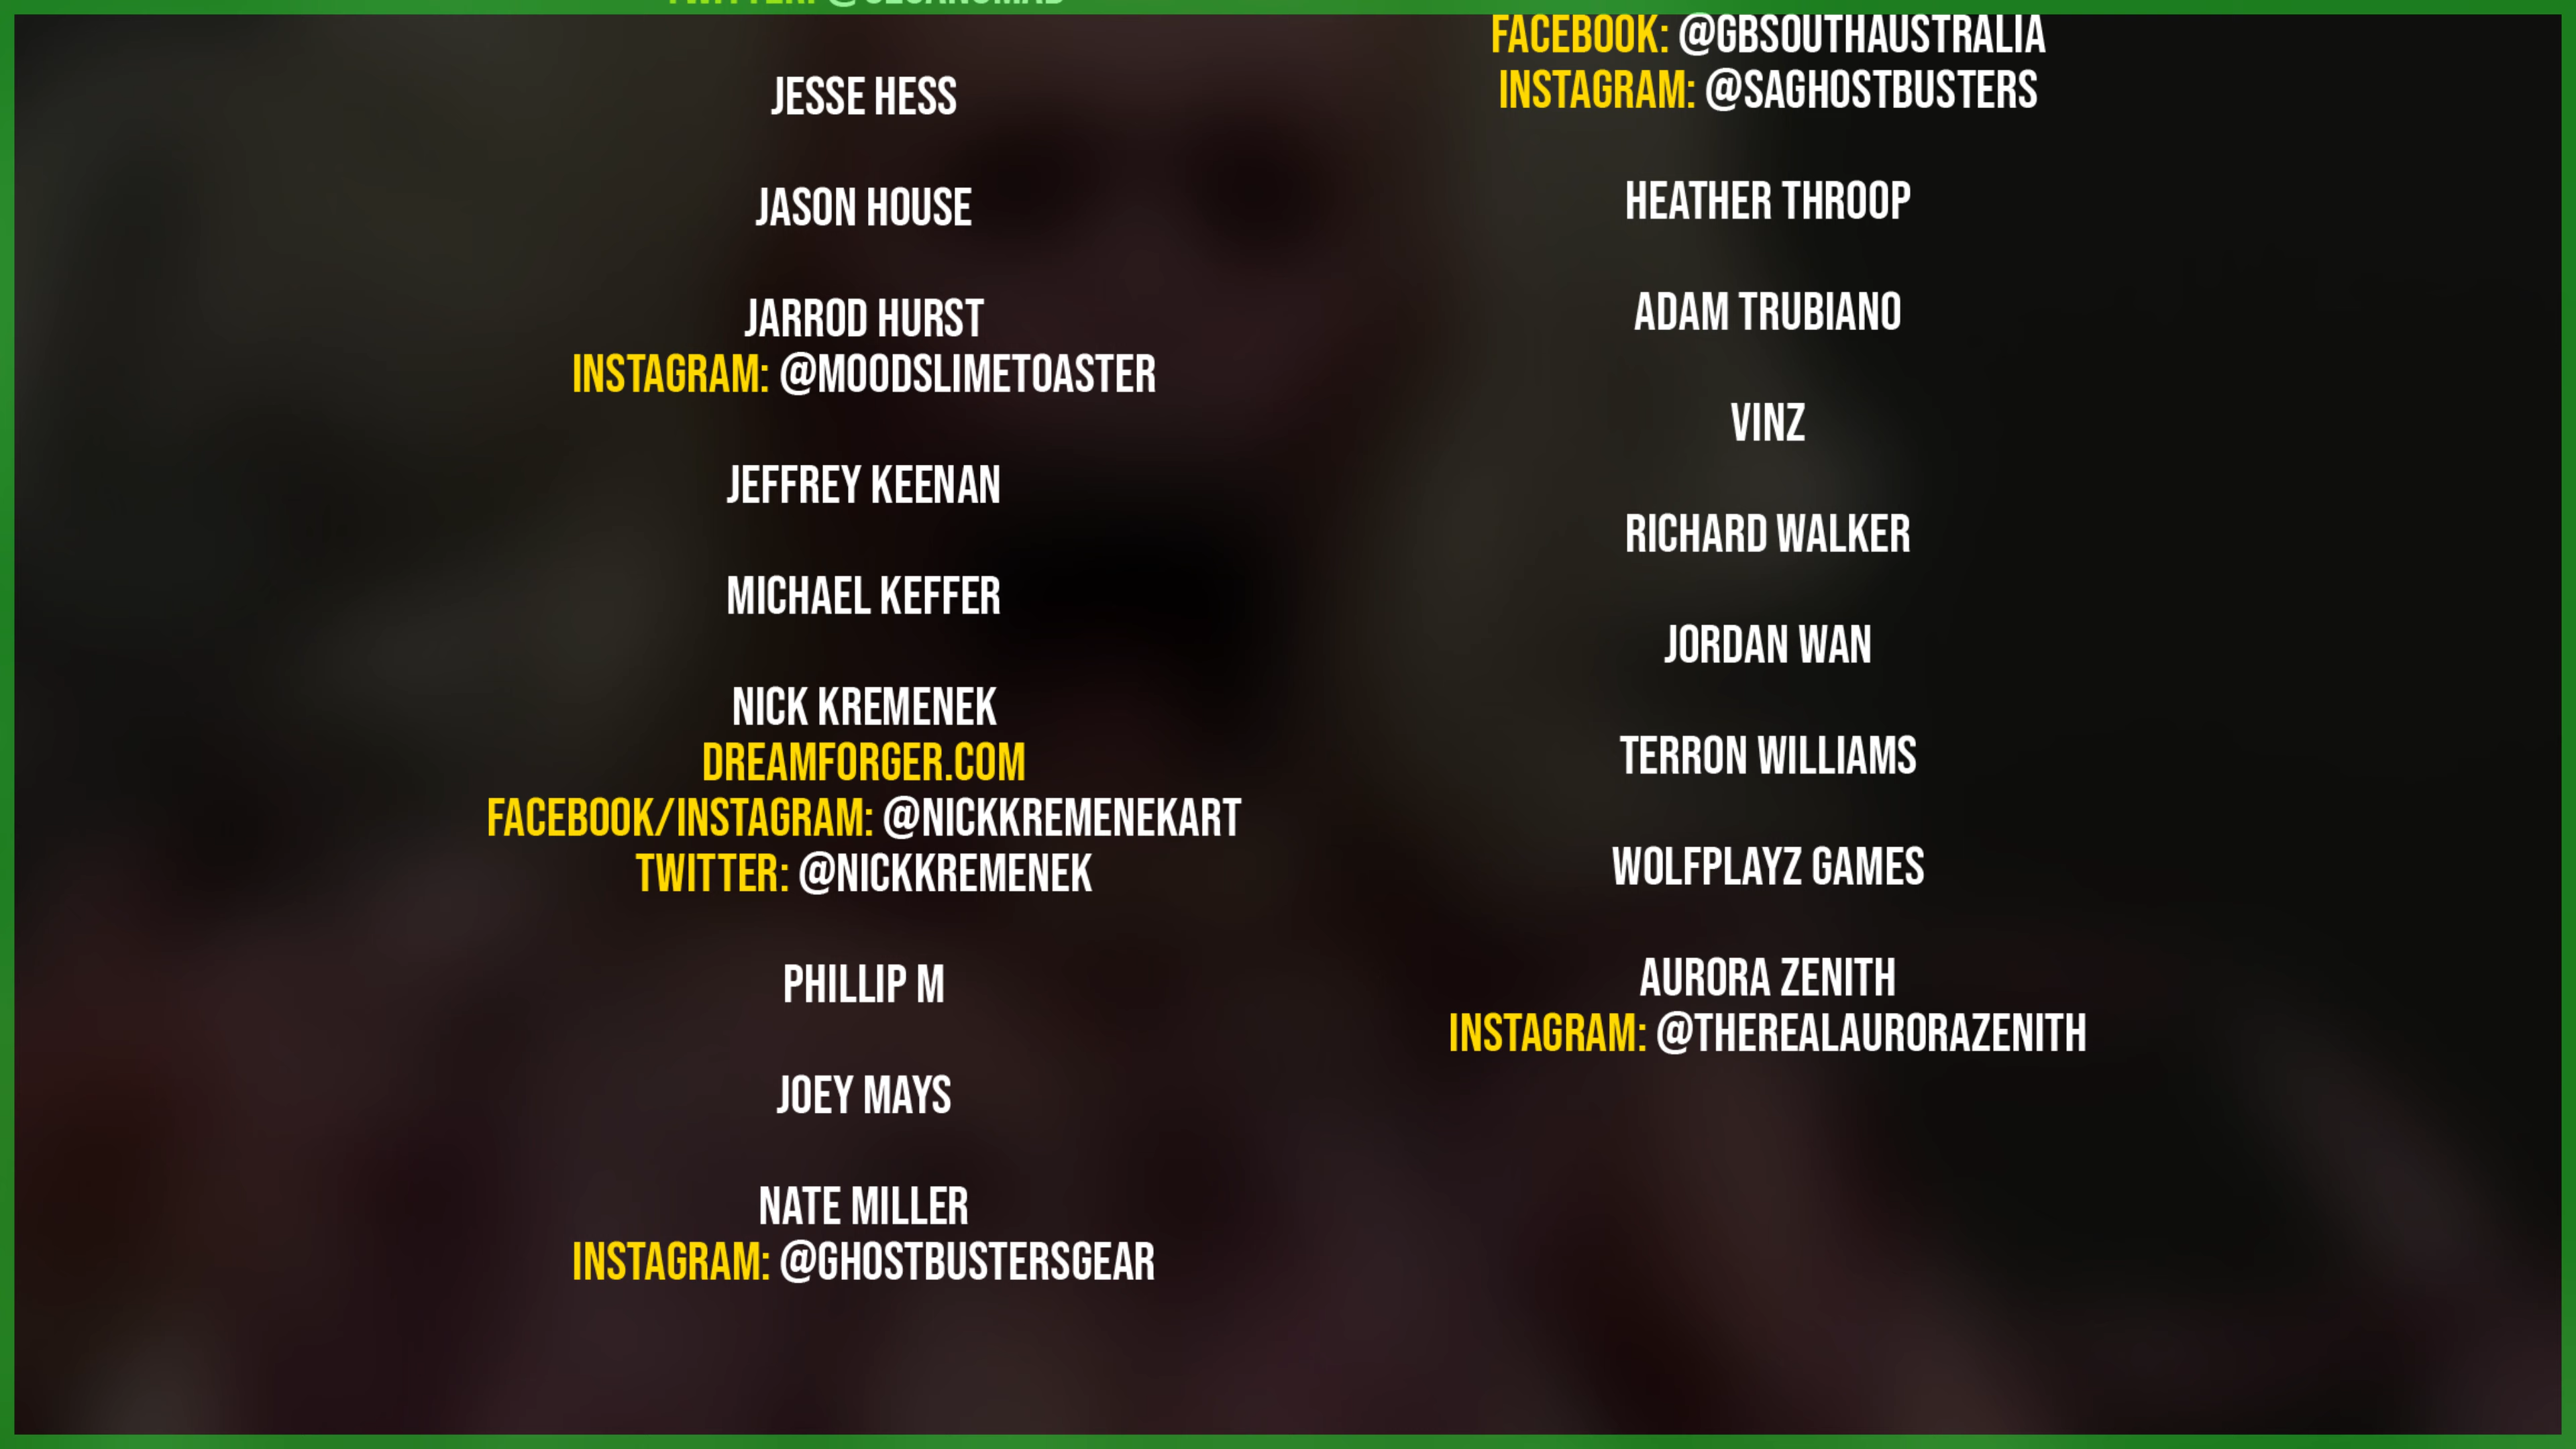 JESSE HESS
JASON HOUSE
JARROD HURST
INSTAGRAM: @MOODSLIMETOASTER
JEFFREY KEENAN
MICHAEL KEFFER
NICK KREMENEK
DREAMFORGER.COM
FACEBOOK/INSTAGRAM: @NICKKREMENEKART
TWITTER: @NICKKREMENEK
PHILLIP M
JOEY MAYS
NATE MILLER
INSTAGRAM: @GHOSTBUSTERSGEAR
FACEBOOK: @GBSOUTHAUSTRALIA
INSTAGRAM: @SAGHOSTBUSTERS
HEATHER THROOP
ADAM TRUBIANO
VINZ
RICHARD WALKER
JORDAN WAN
TERRON WILLIAMS
WOLFPLAYZ GAMES
AURORA ZENITH
INSTAGRAM: @THEREALAURORAZENITH